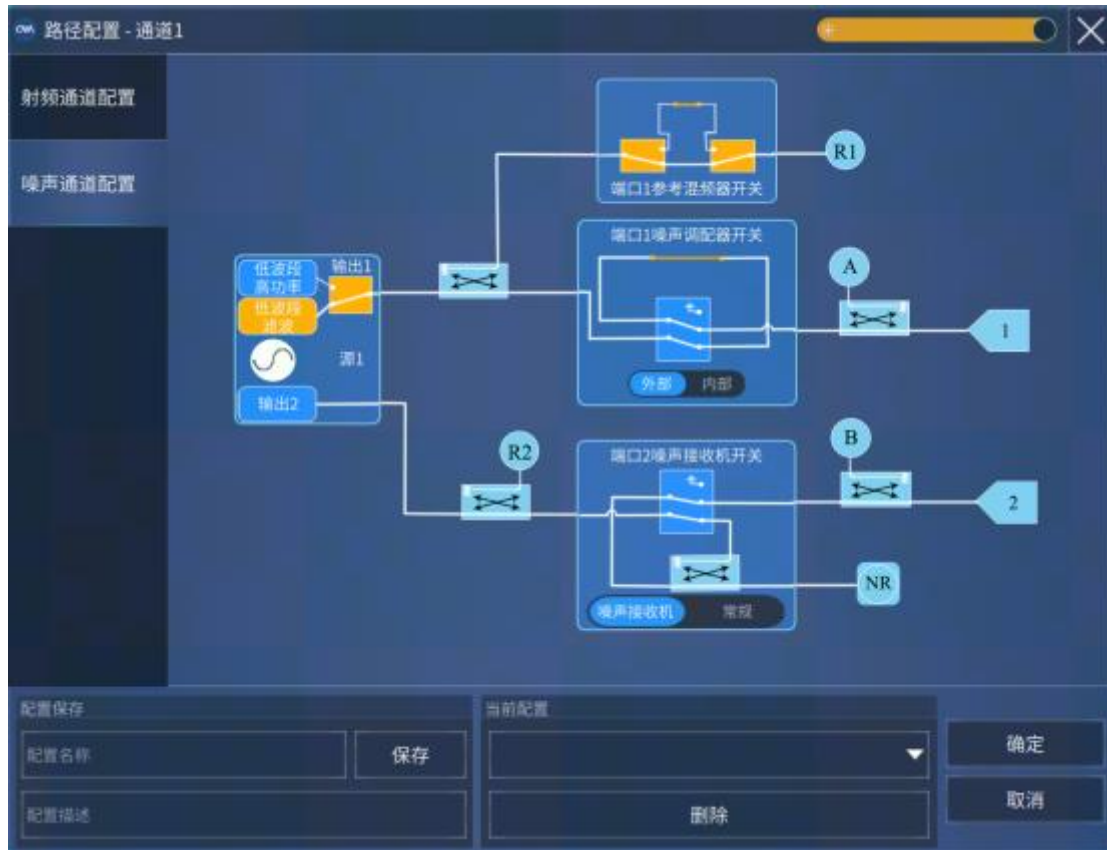 路径配置 - 通道1
射频通道配置
噪声通道配置
R1
端口1参考混频器开关
端口1噪声调配器开关
低波段
高功率
输出1
低波段
滤波
源1
输出2
A
1
外部
内部
R2
端口2噪声接收机开关
B
2
NR
噪声接收机
常规
配置保存
当前配置
配置名称
保存
确定
配置描述
删除
取消